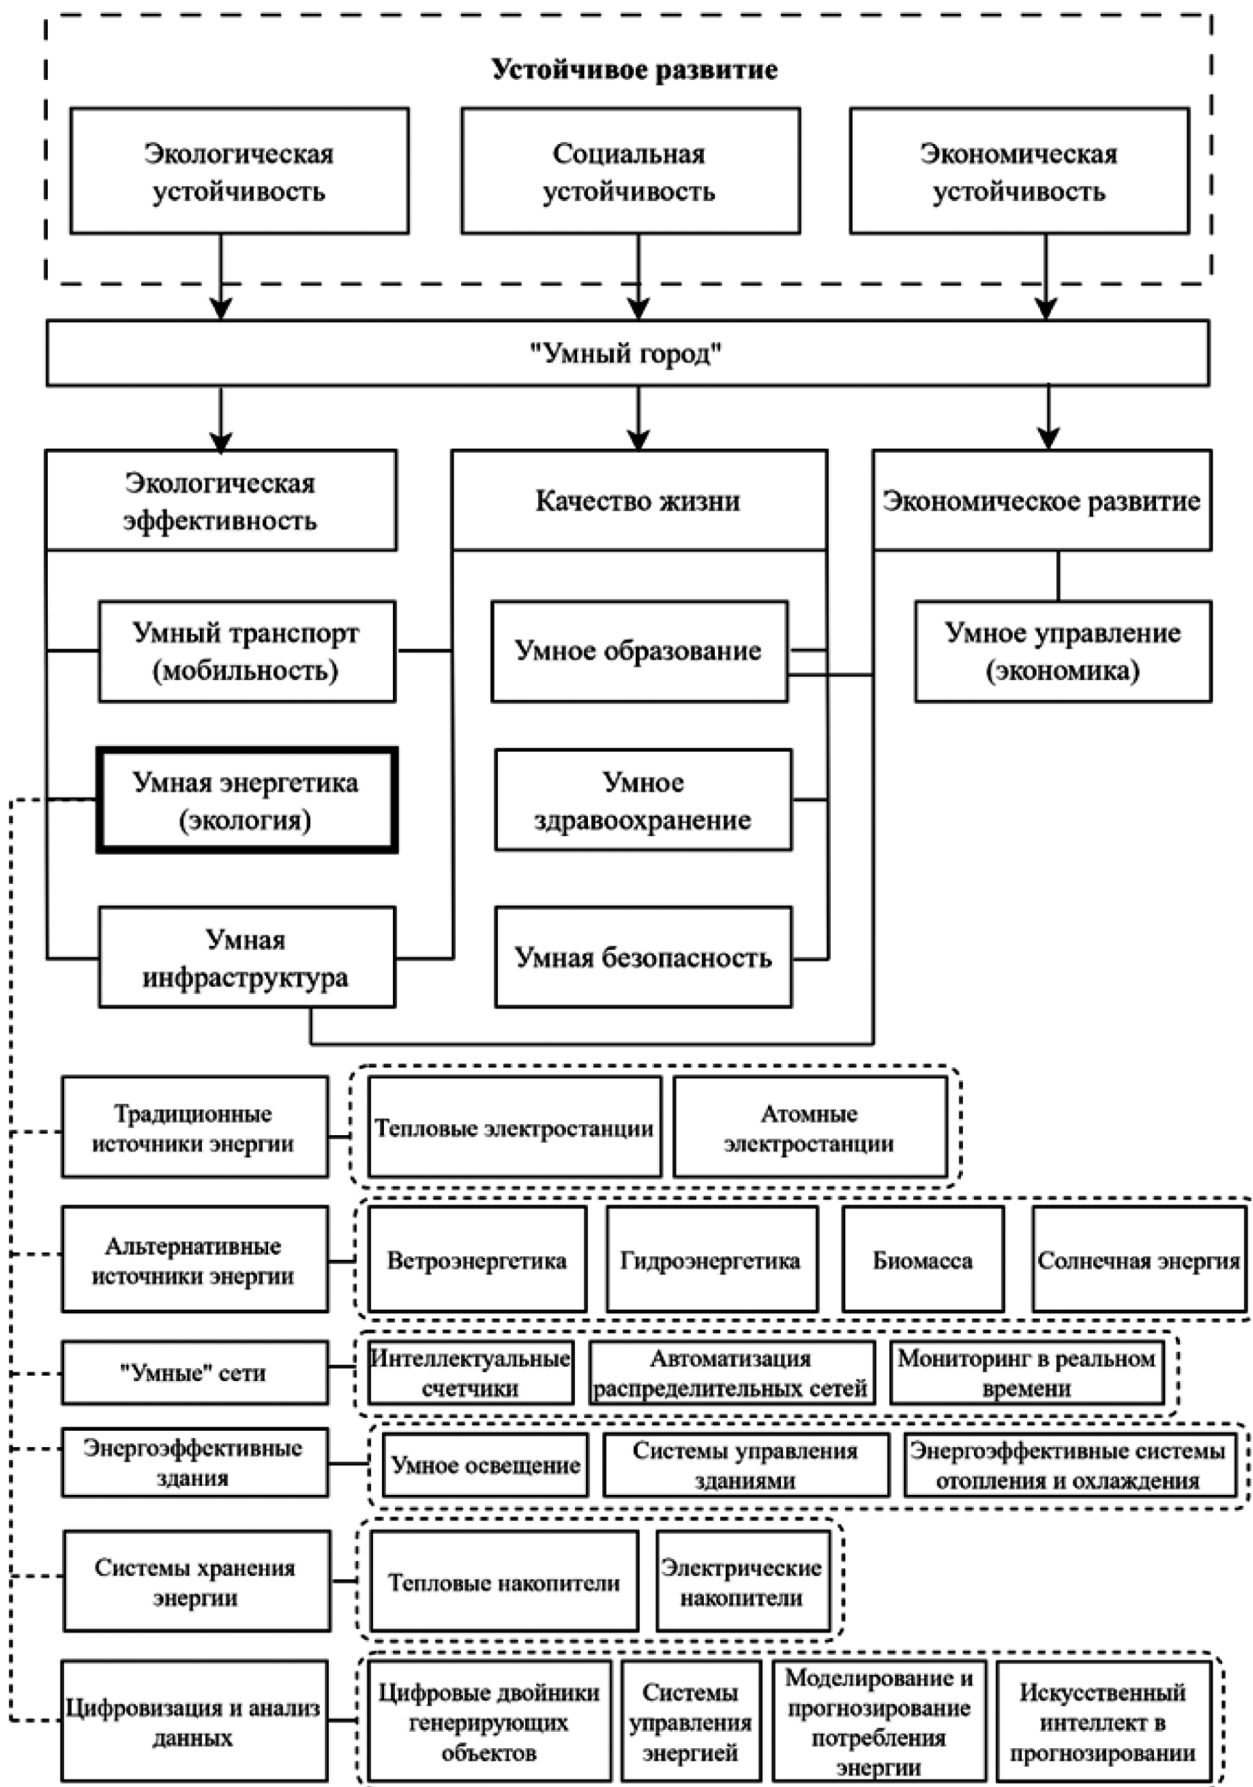 Устойчивое развитие
Экологическая
устойчивость
Социальная
устойчивость
Экономическая
устойчивость
"Умный город"
Экологическая
эффективность
Качество жизни
Экономическое развитие
Умный транспорт
(мобильность)
Умное образование
Умное управление
(экономика)
Умная энергетика
(экология)
Умное
здравоохранение
Умная
инфраструктура
Умная безопасность
Традиционные
источники энергии
Тепловые электростанции
Атомные
электростанции
Альтернативные
источники энергии
Ветроэнергетика
Гидроэнергетика
Биомасса
Солнечная энергия
"Умные" сети
Интеллектуальные
счетчики
Автоматизация
распределительных сетей
Мониторинг в реальном
времени
Энергоэффективные
здания
Умное освещение
Системы управления
зданиями
Энергоэффективные системы
отопления и охлаждения
Системы хранения
энергии
Тепловые накопители
Электрические
накопители
Цифровизация и анализ
данных
Цифровые двойники
генерирующих
объектов
Системы
управления
энергией
Моделирование и
прогнозирование
потребления
энергии
Искусственный
интеллект в
прогнозировании